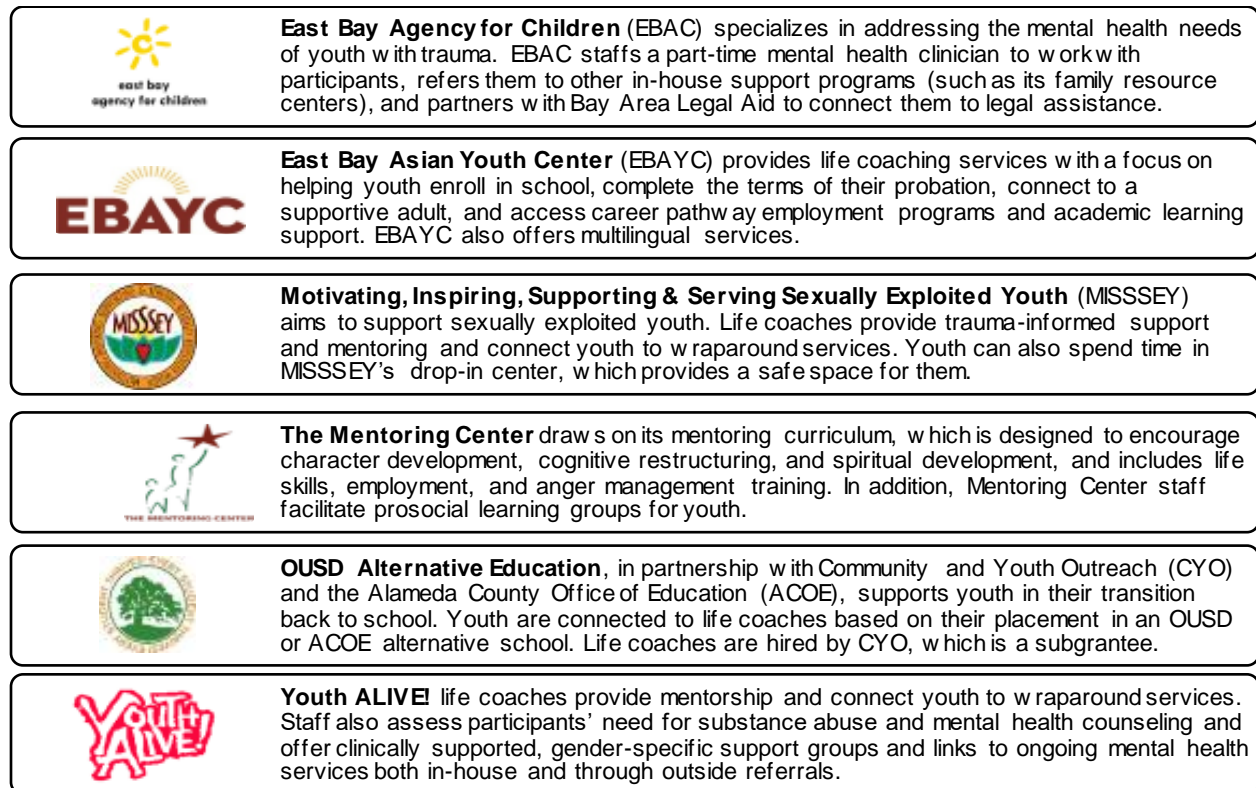 east bay
agency for children
East Bay Agency for Children (EBAC) specializes in addressing the mental health needs
of youth with trauma. EBAC staffs a part-time mental health clinician to work with
participants, refers them to other in-house support programs (such as its family resource
centers), and partners with Bay Area Legal Aid to connect them to legal assistance.
EBAYC
East Bay Asian Youth Center (EBAYC) provides life coaching services with a focus on
helping youth enroll in school, complete the terms of their probation, connect to a
supportive adult, and access career pathway employment programs and academic learning
support. EBAYC also offers multilingual services.
MISSSEY
Motivating, Inspiring, Supporting & Serving Sexually Exploited Youth (MISSSEY)
aims to support sexually exploited youth. Life coaches provide trauma-informed support
and mentoring and connect youth to wraparound services. Youth can also spend time in
MISSSEY's drop-in center, which provides a safe space for them.
THE MENTORING CENTER
The Mentoring Center draws on its mentoring curriculum, which is designed to encourage
character development, cognitive restructuring, and spiritual development, and includes life
skills, employment, and anger management training. In addition, Mentoring Center staff
facilitate prosocial learning groups for youth.
OUSD Alternative Education, in partnership with Community and Youth Outreach (CYO)
and the Alameda County Office of Education (ACOE), supports youth in their transition
back to school. Youth are connected to life coaches based on their placement in an OUSD
or ACOE alternative school. Life coaches are hired by CYO, which is a subgrantee.
YOUTH
ALIVE!
Youth ALIVE! life coaches provide mentorship and connect youth to wraparound services.
Staff also assess participants' need for substance abuse and mental health counseling and
offer clinically supported, gender-specific support groups and links to ongoing mental health
services both in-house and through outside referrals.